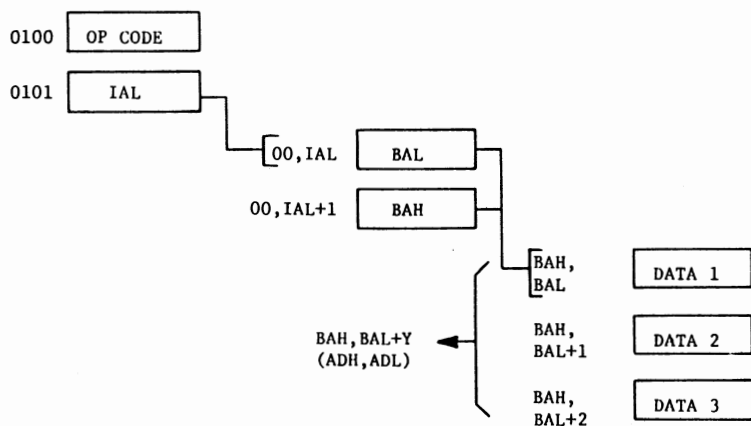 0100 OP CODE
0101 IAL
00,IAL BAL
00,IAL+1 BAH
BAH,
BAL
DATA 1
BAH,BAL+Y
(ADH,ADL)
BAH,
BAL+1
DATA 2
BAH,
BAL+2
DATA 3